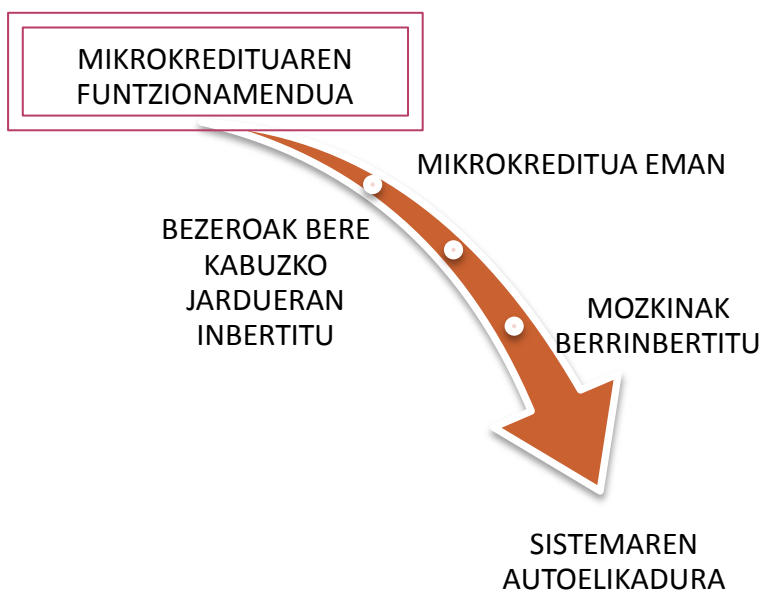 MIKROKREDITUAREN
FUNTZIONAMENDUA
MIKROKREDITUA EMAN
BEZEROAK BERE
KABUZKO
JARDUERAN
INBERTITU
MOZKINAK
BERRINBERTITU
SISTEMAREN
AUTOELIKADURA